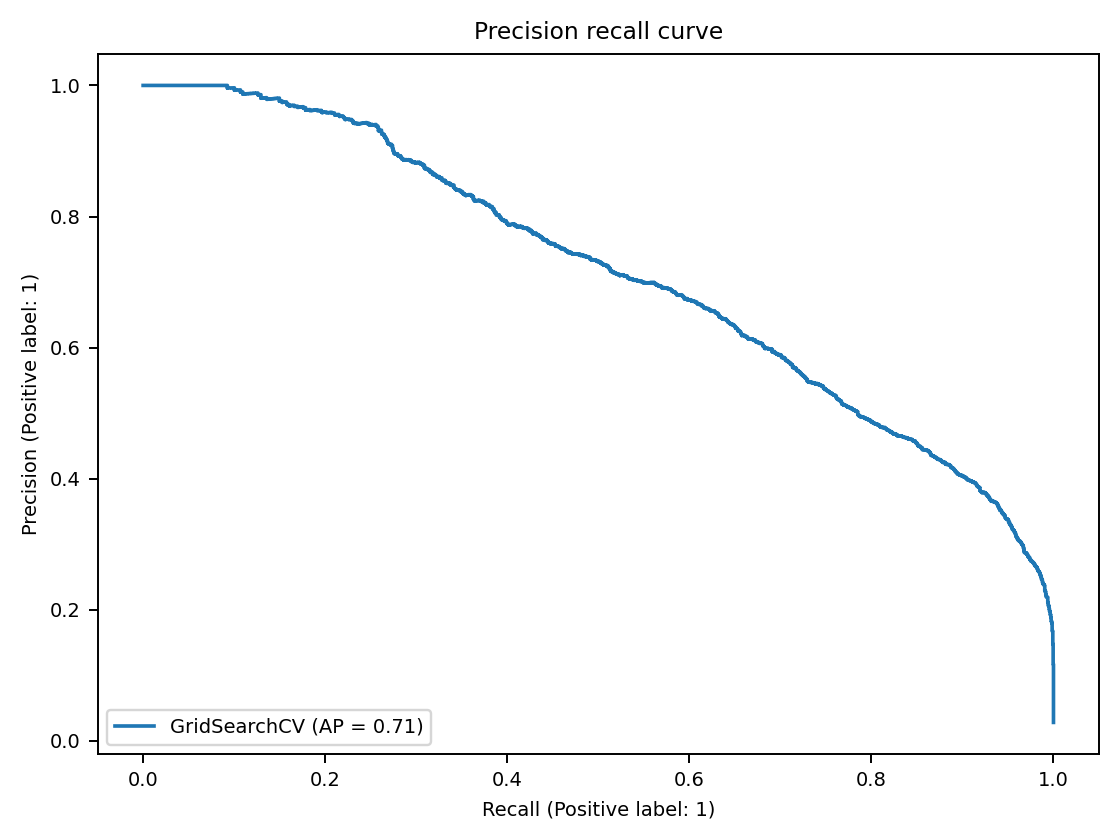 Precision recall curve
1.0
0.8
0.6
0.4
0.2
0.0
Precision (Positive label: 1)
GridSearchCV (AP = 0.71)
0.0 0.2 0.4 0.6 0.8 1.0
Recall (Positive label: 1)